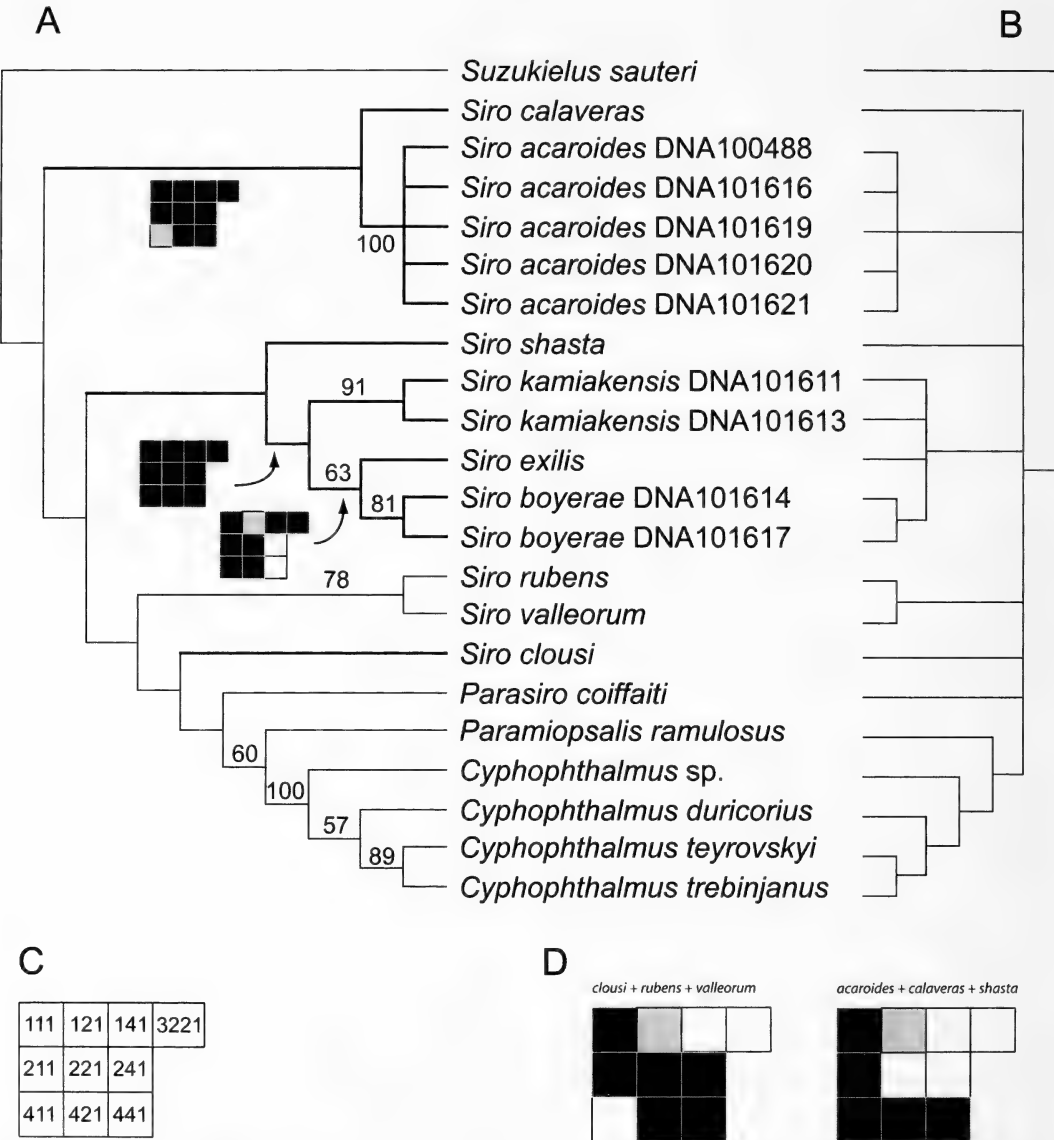 A
B
Suzukielus sauteri
Siro calaveras
Siro acaroides DNA100488
Siro acaroides DNA101616
Siro acaroides DNA101619
100
Siro acaroides DNA101620
Siro acaroides DNA101621
Siro shasta
91
Siro kamiakensis DNA101611
Siro kamiakensis DNA101613
63
Siro exilis
81
Siro boyerae DNA101614
Siro boyerae DNA101617
78
Siro rubens
Siro valleorum
Siro clousi
Parasiro coiffaiti
60
Paramiopsalis ramulosus
100
Cyphophthalmus sp.
57
Cyphophthalmus duricorius
89
Cyphophthalmus teyrovskyi
Cyphophthalmus trebinjanus
C
111 121 141 3221
211 221 241
411 421 441
D
clousi + rubens + valleorum
acaroides + calaveras + shasta